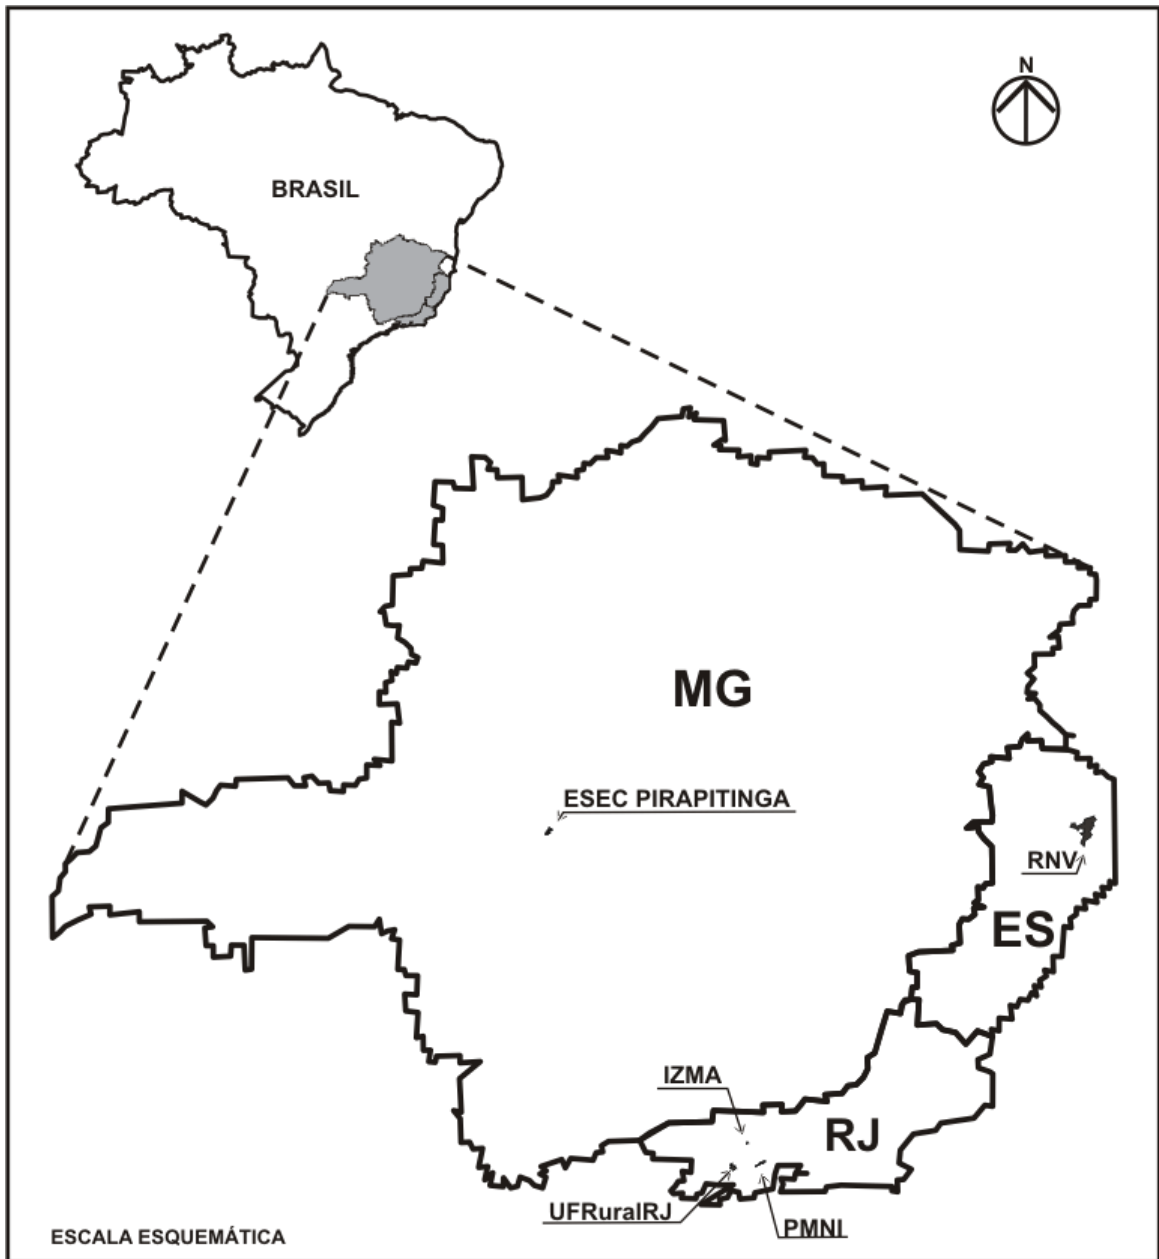 N
BRASIL
MG
ESEC PIRAPITINGA
RNV
ES
IZMA
RJ
UFRuralRJ
PMNI
ESCALA ESQUEMÁTICA